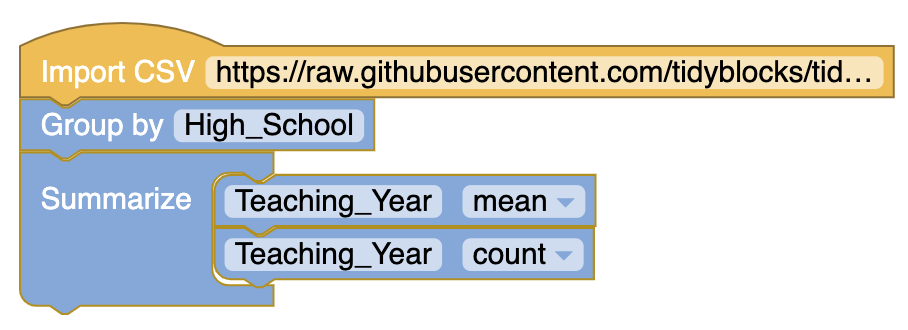 Import CSV https://raw.githubusercontent.com/tidyblocks/tid…
Group by High_School
Summarize Teaching_Year mean
Teaching_Year count